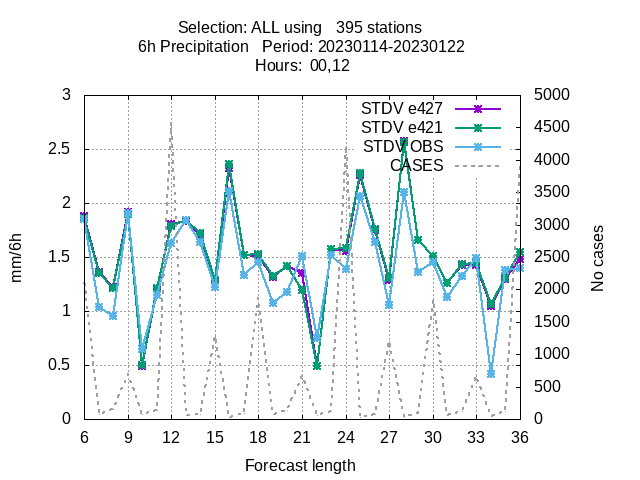 Selection: ALL using   395 stations
6h Precipitation   Period: 20230114-20230122
Hours:  00,12
STDV e427
STDV e421
STDV OBS
CASES
3
2.5
2
1.5
1
0.5
0
5000
4500
4000
3500
3000
2500
2000
1500
1000
500
0
mm/6h
No cases
6 9 12 15 18 21 24 27 30 33 36
Forecast length